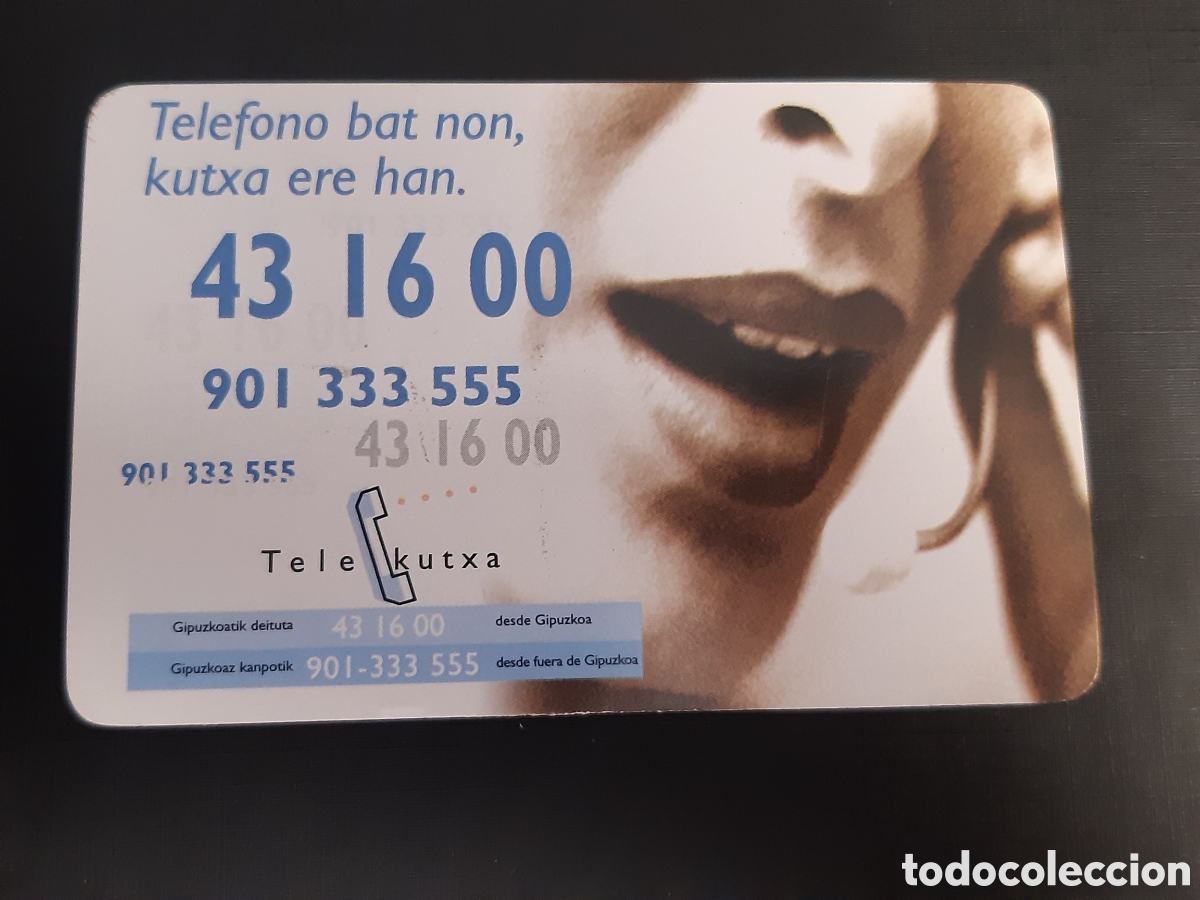 Telefono bat non,
kutxa ere han.
43 16 00
901 333 555
43 16 00
901 333 555
Tele kutxa
Gipuzkoatik deituta 43 16 00 desde Gipuzkoa
Gipuzkoaz kanpotik 901-333 555 desde fuera de Gipuzkoa
todocoleccion